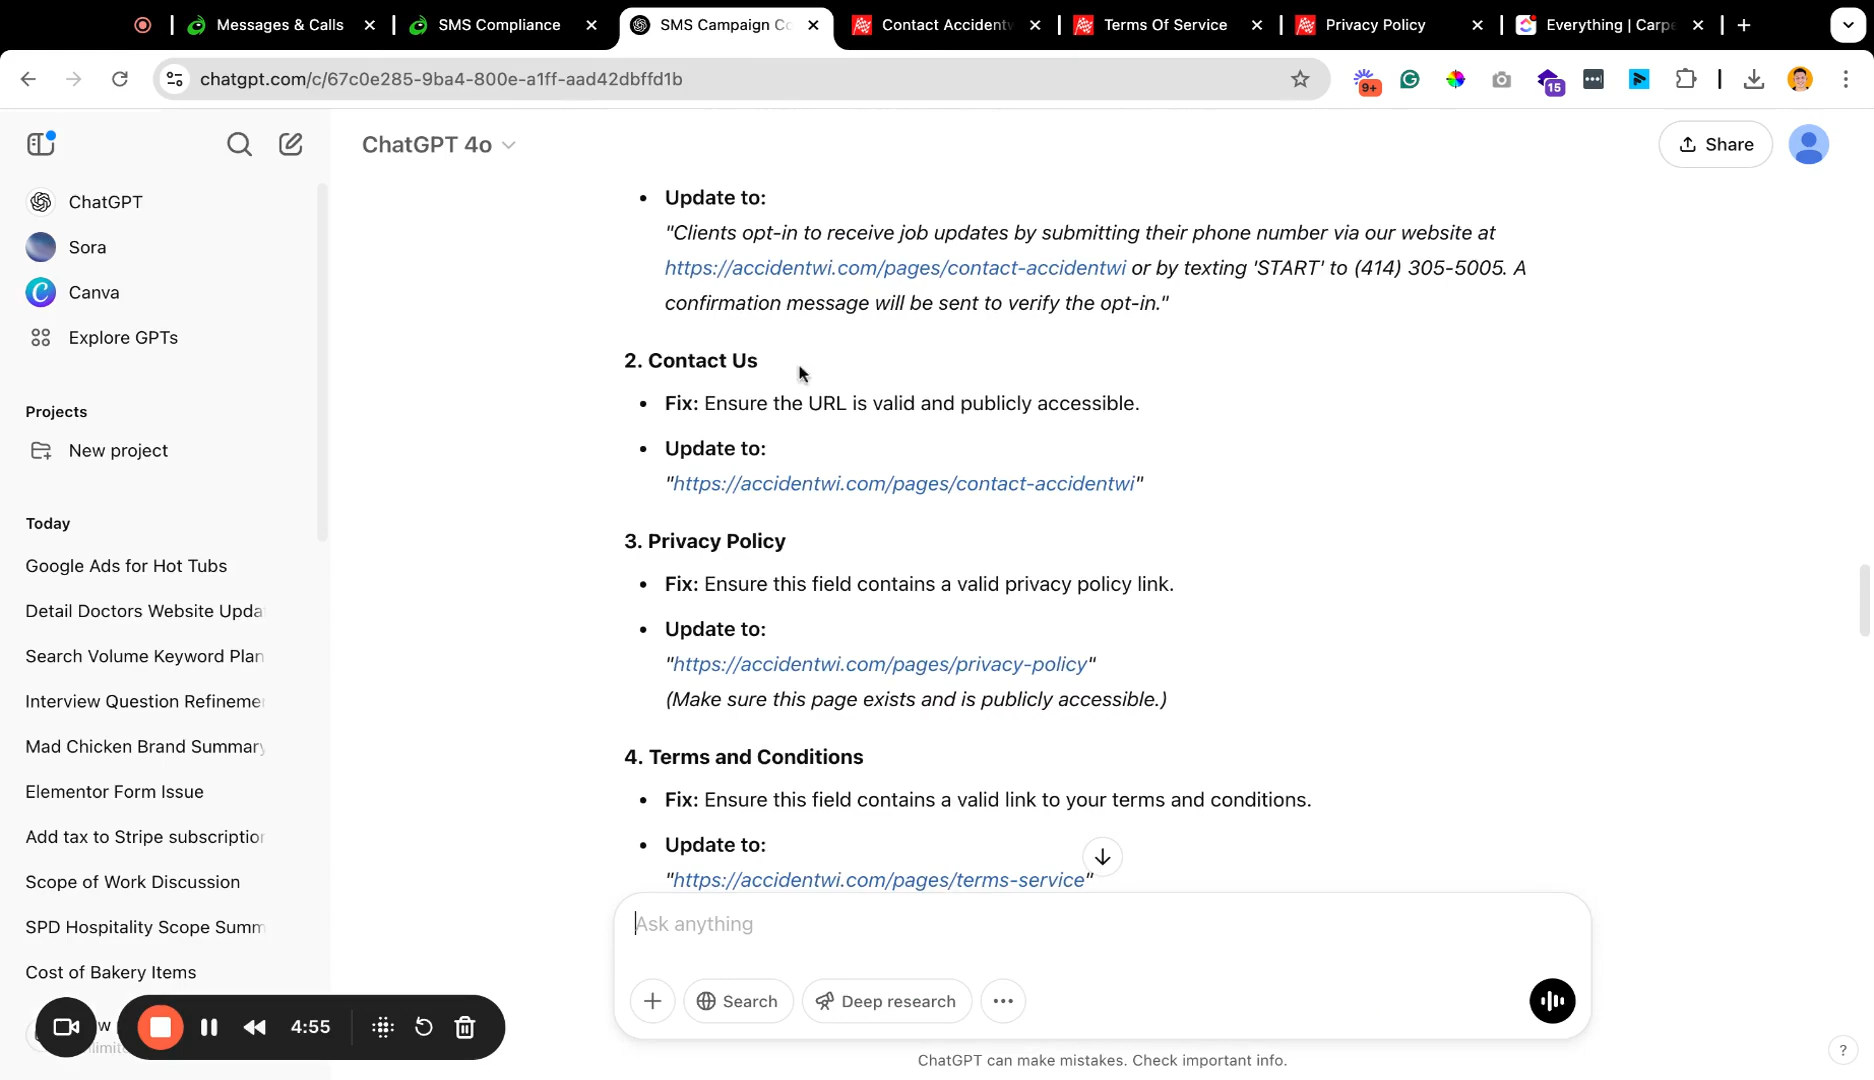 Messages & Calls
SMS Compliance
SMS Campaign Co
Contact Accidentw
Terms Of Service
Privacy Policy
Everything | Carpe
chatgpt.com/c/67c0e285-9ba4-800e-a1ff-aad42dbffd1b
9+
15
ChatGPT 4o
Share
ChatGPT
Sora
Canva
Explore GPTs
Projects
New project
Today
Google Ads for Hot Tubs
Detail Doctors Website Upda
Search Volume Keyword Plan
Interview Question Refinemen
Mad Chicken Brand Summary
Elementor Form Issue
Add tax to Stripe subscription
Scope of Work Discussion
SPD Hospitality Scope Summ
Cost of Bakery Items
4:55
• Update to:
"Clients opt-in to receive job updates by submitting their phone number via our website at
https://accidentwi.com/pages/contact-accidentwi or by texting 'START' to (414) 305-5005. A
confirmation message will be sent to verify the opt-in."
2. Contact Us
• Fix: Ensure the URL is valid and publicly accessible.
• Update to:
"https://accidentwi.com/pages/contact-accidentwi"
3. Privacy Policy
• Fix: Ensure this field contains a valid privacy policy link.
• Update to:
"https://accidentwi.com/pages/privacy-policy"
(Make sure this page exists and is publicly accessible.)
4. Terms and Conditions
• Fix: Ensure this field contains a valid link to your terms and conditions.
• Update to:
"https://accidentwi.com/pages/terms-service"
Ask anything
Search
Deep research
ChatGPT can make mistakes. Check important info.
?